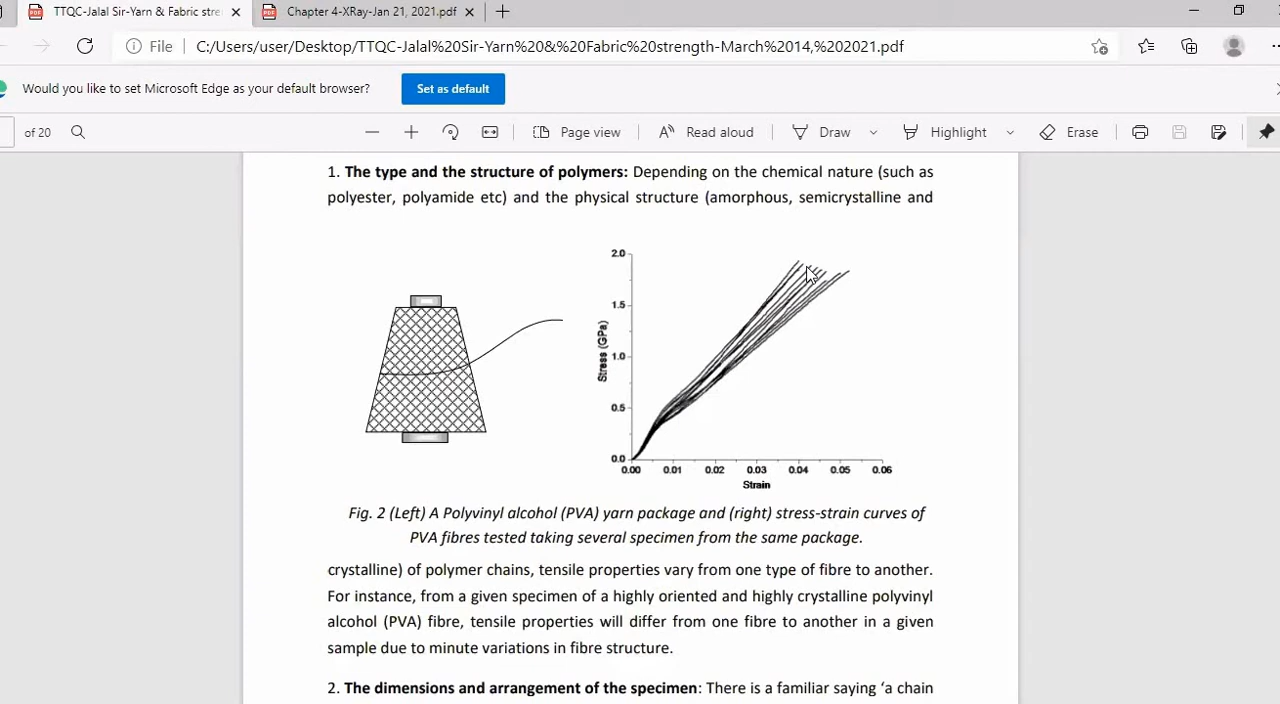 TTQC-Jalal Sir-Yarn & Fabric stre
Chapter 4-XRay-Jan 21, 2021.pdf
File
C:/Users/user/Desktop/TTQC-Jalal%20Sir-Yarn%20&%20Fabric%20strength-March%2014,%202021.pdf
Would you like to set Microsoft Edge as your default browser?
Set as default
of 20
Page view
Read aloud
Draw
Highlight
Erase
1. The type and the structure of polymers: Depending on the chemical nature (such as
polyester, polyamide etc) and the physical structure (amorphous, semicrystalline and
2.0
1.5
1.0
0.5
0.0
Stress (GPa)
0.00 0.01 0.02 0.03 0.04 0.05 0.06
Strain
Fig. 2 (Left) A Polyvinyl alcohol (PVA) yarn package and (right) stress-strain curves of
PVA fibres tested taking several specimen from the same package.
crystalline) of polymer chains, tensile properties vary from one type of fibre to another.
For instance, from a given specimen of a highly oriented and highly crystalline polyvinyl
alcohol (PVA) fibre, tensile properties will differ from one fibre to another in a given
sample due to minute variations in fibre structure.
2. The dimensions and arrangement of the specimen: There is a familiar saying ‘a chain